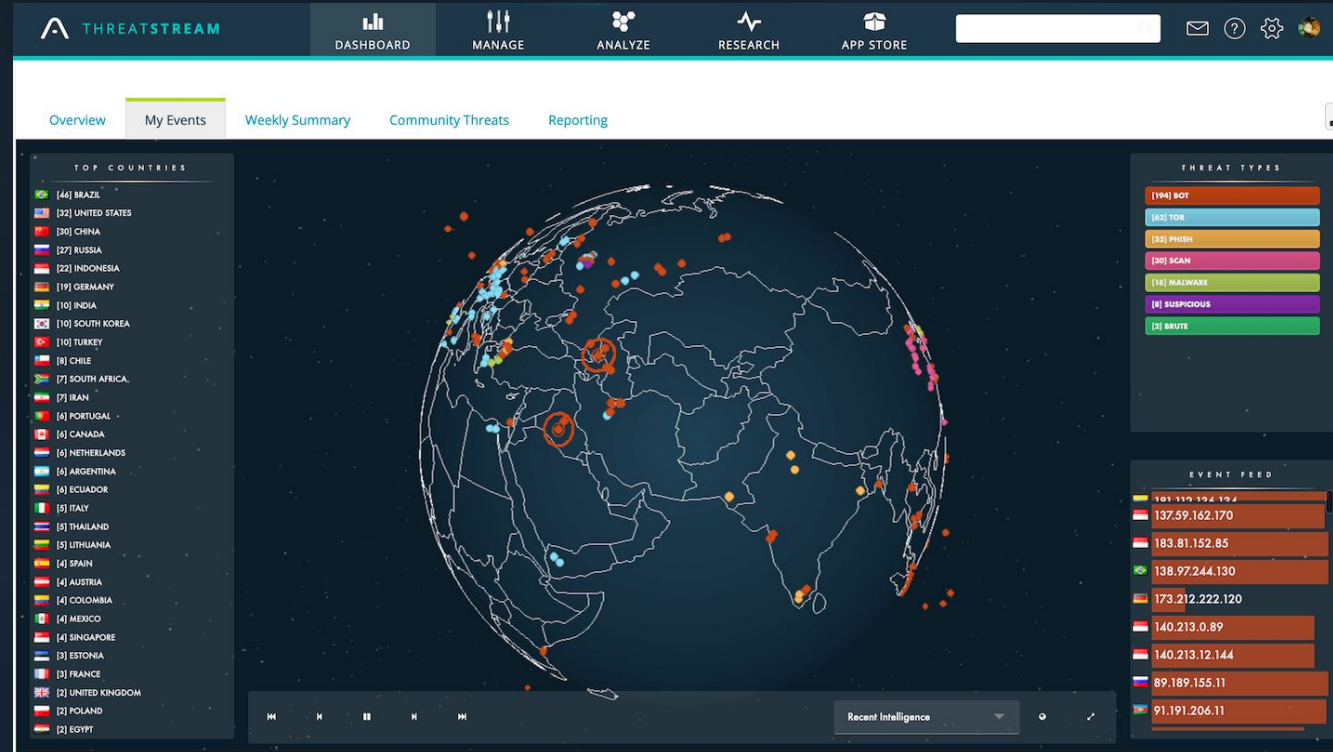 THREATSTREAM
DASHBOARD
MANAGE
ANALYZE
RESEARCH
APP STORE
Overview
My Events
Weekly Summary
Community Threats
Reporting
TOP COUNTRIES
[46] BRAZIL
[32] UNITED STATES
[30] CHINA
[27] RUSSIA
[22] INDONESIA
[19] GERMANY
[10] INDIA
[10] SOUTH KOREA
[10] TURKEY
[8] CHILE
[7] SOUTH AFRICA
[7] IRAN
[6] PORTUGAL
[6] CANADA
[6] NETHERLANDS
[6] ARGENTINA
[6] ECUADOR
[5] ITALY
[5] THAILAND
[5] LITHUANIA
[4] SPAIN
[4] AUSTRIA
[4] COLOMBIA
[4] MEXICO
[4] SINGAPORE
[3] ESTONIA
[3] FRANCE
[2] UNITED KINGDOM
[2] POLAND
[2] EGYPT
Recent Intelligence
THREAT TYPES
[194] BOT
[62] TOR
[32] PHISH
[30] SCAN
[18] MALWARE
[8] SUSPICIOUS
[2] BRUTE
EVENT FEED
137.59.162.170
183.81.152.85
138.97.244.130
173.212.222.120
140.213.0.89
140.213.12.144
89.189.155.11
91.191.206.11